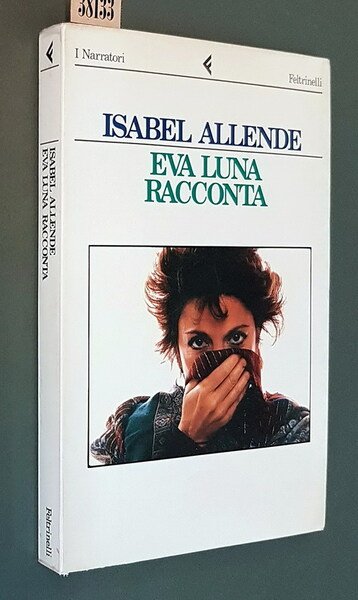 38133
I Narratori
Feltrinelli
ISABEL ALLENDE
EVA LUNA
RACCONTA
ISABEL ALLENDE
EVA LUNA RACCONTA
Feltrinelli